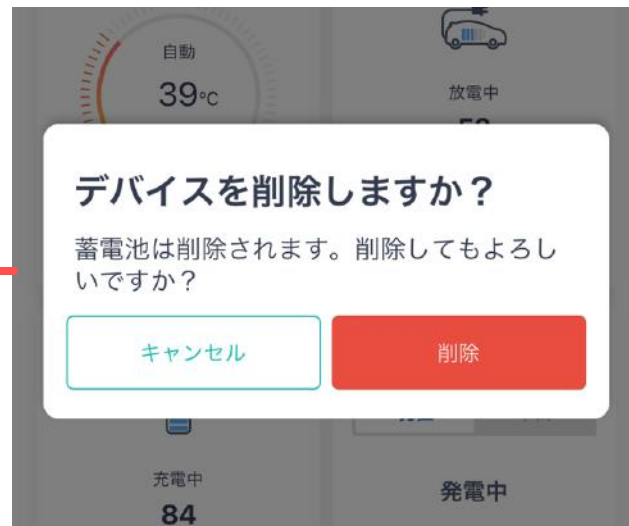 自動
39°C
放電中
デバイスを削除しますか？
蓄電池は削除されます。削除してもよろし
いですか？
キャンセル
削除
充電中
84
発電中